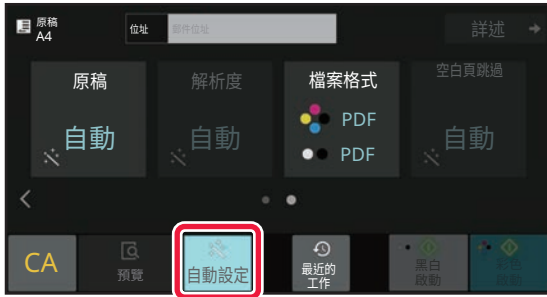 原稿
A4
位址
郵件位址
詳述
原稿
自動
解析度
自動
檔案格式
PDF
PDF
空白頁跳過
自動
CA
預覽
自動設定
最近的
工作
黑白
啟動
彩色
啟動